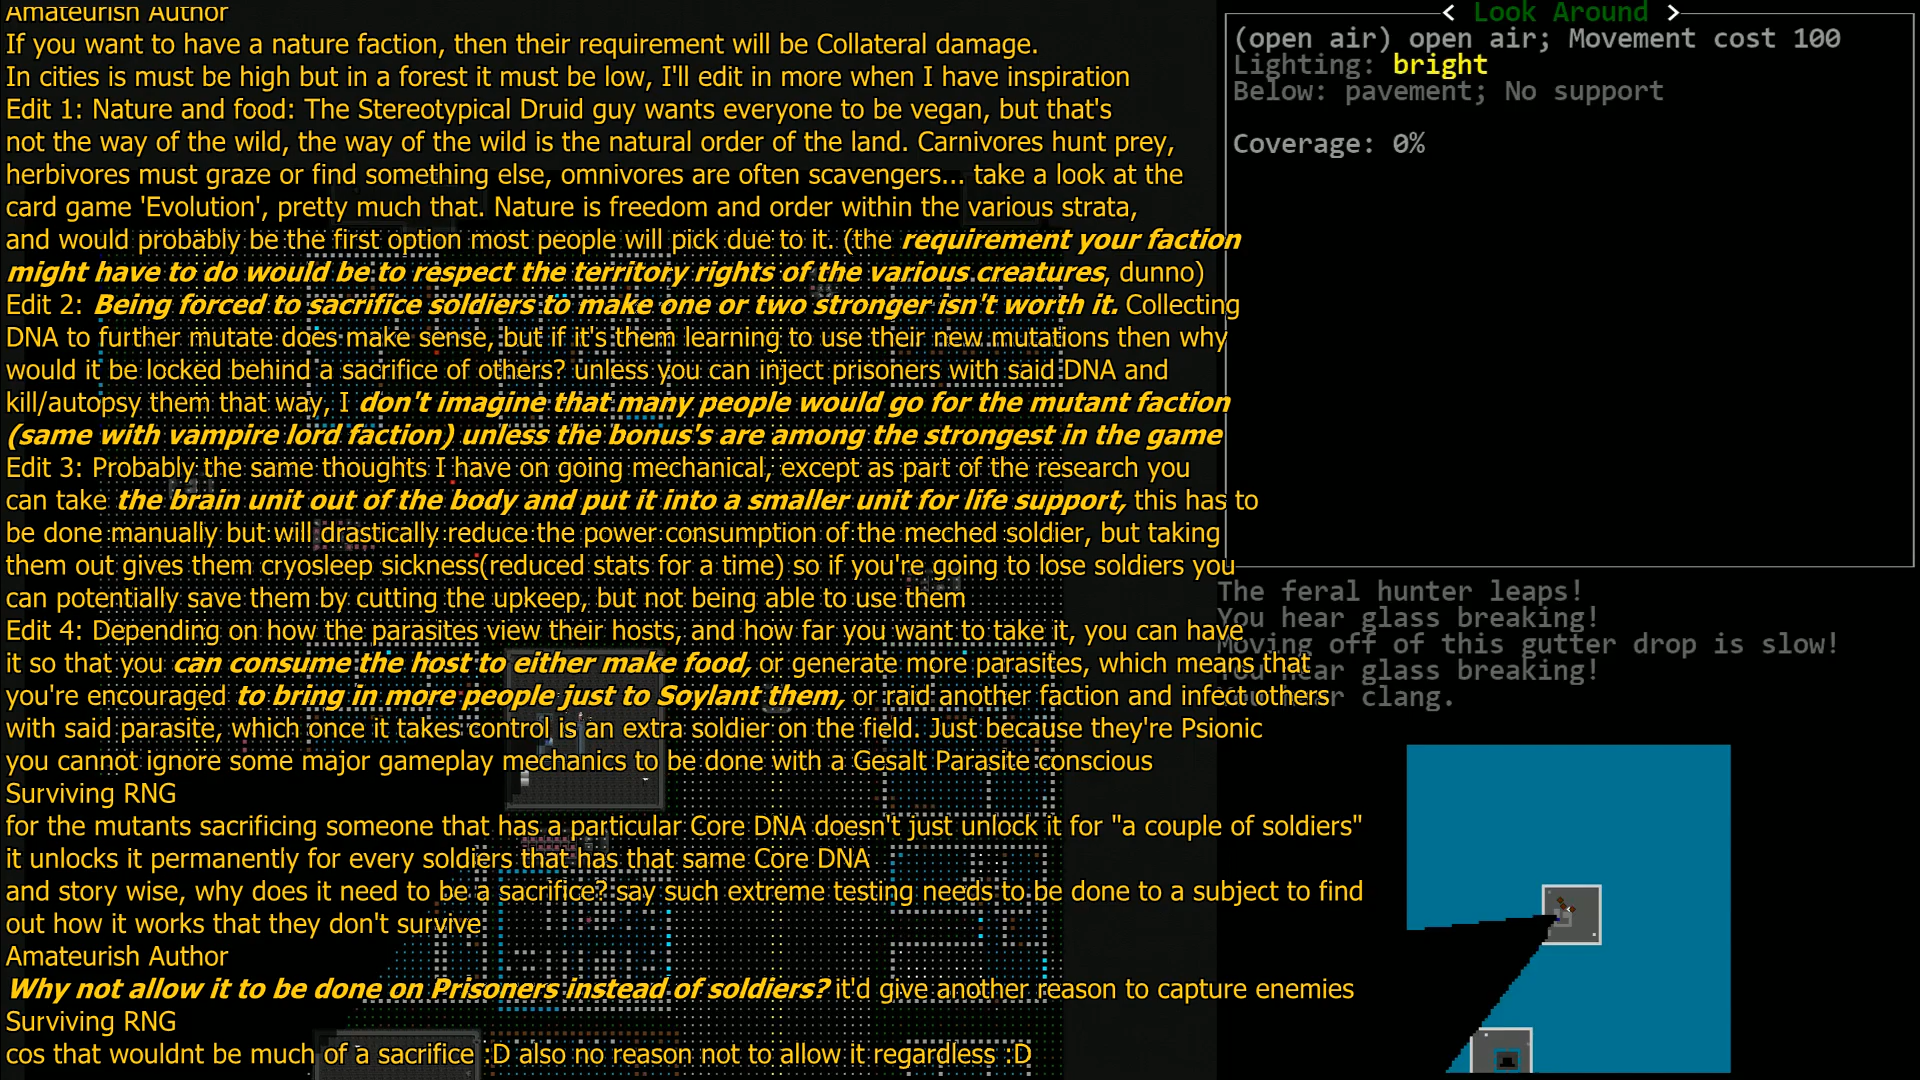 Amateurish Author
If you want to have a nature faction, then their requirement will be Collateral damage.
In cities is must be high but in a forest it must be low, I'll edit in more when I have inspiration
Edit 1: Nature and food: The Stereotypical Druid guy wants everyone to be vegan, but that's
not the way of the wild, the way of the wild is the natural order of the land. Carnivores hunt prey,
herbivores must graze or find something else, omnivores are often scavengers... take a look at the
card game 'Evolution', pretty much that. Nature is freedom and order within the various strata,
and would probably be the first option most people will pick due to it. (the requirement your faction
might have to do would be to respect the territory rights of the various creatures, dunno)
Edit 2: Being forced to sacrifice soldiers to make one or two stronger isn't worth it. Collecting
DNA to further mutate does make sense, but if it's them learning to use their new mutations then why
would it be locked behind a sacrifice of others? unless you can inject prisoners with said DNA and
kill/autopsy them that way, I don't imagine that many people would go for the mutant faction
(same with vampire lord faction) unless the bonus's are among the strongest in the game
Edit 3: Probably the same thoughts I have on going mechanical, except as part of the research you
can take the brain unit out of the body and put it into a smaller unit for life support, this has to
be done manually but will drastically reduce the power consumption of the meched soldier, but taking
them out gives them cryosleep sickness(reduced stats for a time) so if you're going to lose soldiers you
can potentially save them by cutting the upkeep, but not being able to use them
Edit 4: Depending on how the parasites view their hosts, and how far you want to take it, you can have
it so that you can consume the host to either make food, or generate more parasites, which means that
you're encouraged to bring in more people just to Soylant them, or raid another faction and infect others
with said parasite, which once it takes control is an extra soldier on the field. Just because they're Psionic
you cannot ignore some major gameplay mechanics to be done with a Gesalt Parasite conscious
Surviving RNG
for the mutants sacrificing someone that has a particular Core DNA doesn't just unlock it for "a couple of soldiers"
it unlocks it permanently for every soldiers that has that same Core DNA
and story wise, why does it need to be a sacrifice? say such extreme testing needs to be done to a subject to find
out how it works that they don't survive
Amateurish Author
Why not allow it to be done on Prisoners instead of soldiers? it'd give another reason to capture enemies
Surviving RNG
cos that wouldnt be much of a sacrifice :D also no reason not to allow it regardless :D
< Look Around >
(open air) open air; Movement cost 100
Lighting: bright
Below: pavement; No support
Coverage: 0%
The feral hunter leaps!
You hear glass breaking!
Moving off of this gutter drop is slow!
You hear glass breaking!
clang.